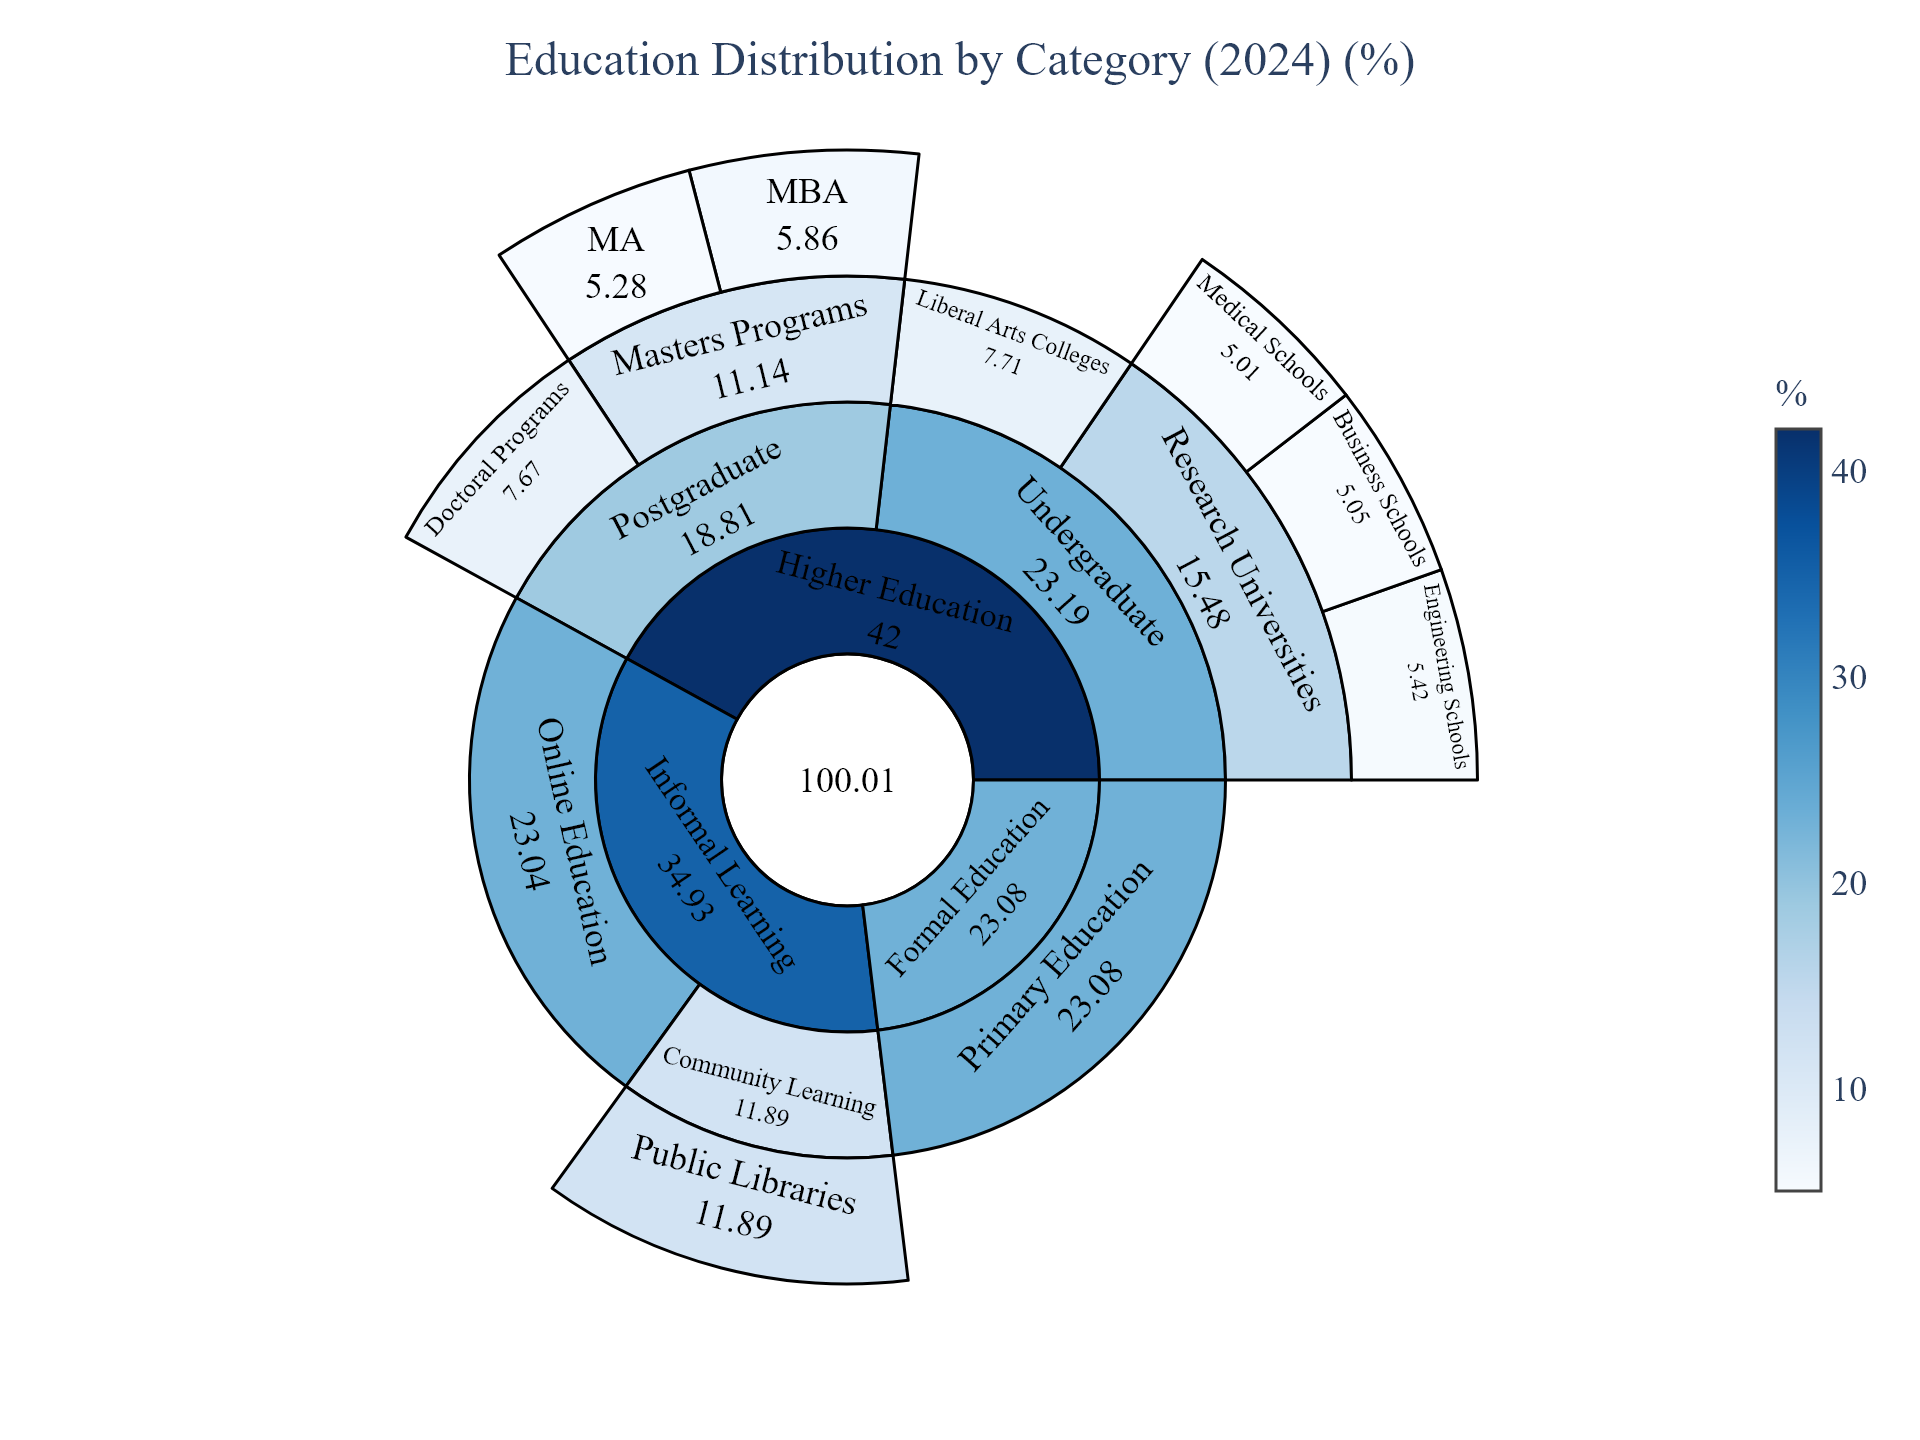 Education Distribution by Category (2024) (%)
MBA
5.86
MA
5.28
Masters Programs
11.14
Liberal Arts Colleges
7.71
Medical Schools
5.01
Business Schools
5.05
Engineering Schools
5.42
Research Universities
15.48
Doctoral Programs
7.67
Postgraduate
18.81
Undergraduate
23.19
Higher Education
42
100.01
Online Education
23.04
Informal Learning
34.93
Formal Education
23.08
Primary Education
23.08
Community Learning
11.89
Public Libraries
11.89
%
40
30
20
10